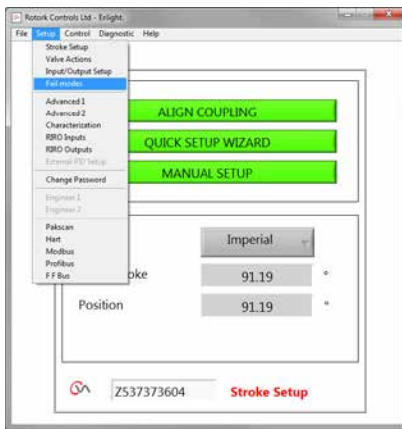 Rotork Controls Ltd - Enlight.
File Setup Control Diagnostic Help
Stroke Setup
Valve Actions
Input/Output Setup
Fail modes
Advanced 1
Advanced 2
Characterization
RIRO Inputs
RIRO Outputs
External PID Setup
Change Password
Engineer 1
Engineer 2
Pakscan
Hart
Modbus
Profibus
F F Bus
ALIGN COUPLING
QUICK SETUP WIZARD
MANUAL SETUP
Imperial
oke 91.19 °
Position 91.19 °
Z537373604 Stroke Setup